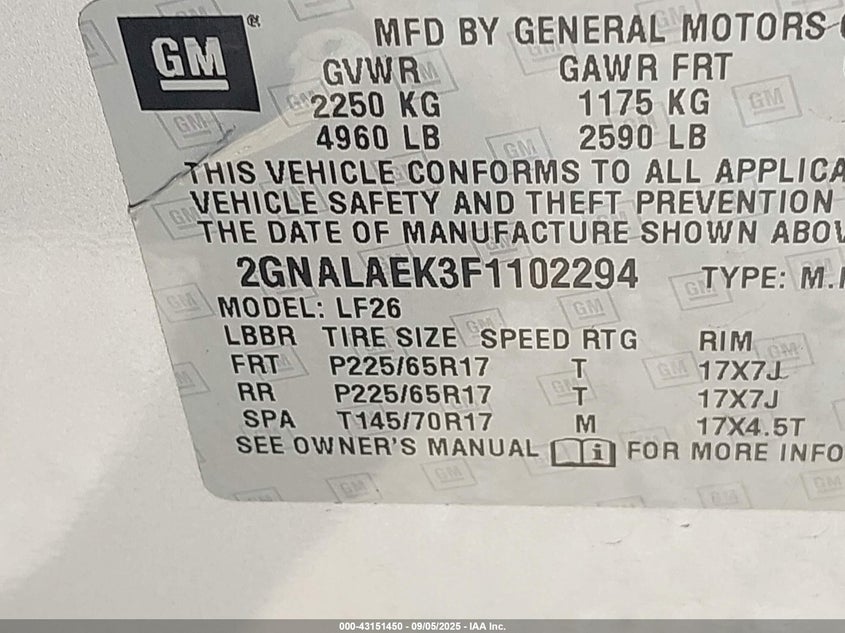 GM
MFD BY GENERAL MOTORS
GVWR GAWR FRT
2250 KG 1175 KG
4960 LB 2590 LB
THIS VEHICLE CONFORMS TO ALL APPLICA
VEHICLE SAFETY AND THEFT PREVENTION
THE DATE OF MANUFACTURE SHOWN ABOV
2GNALAEK3F1102294 TYPE: M.
MODEL: LF26
LBBR TIRE SIZE SPEED RTG RIM
FRT P225/65R17 T 17X7J
RR P225/65R17 T 17X7J
SPA T145/70R17 M 17X4.5T
SEE OWNER'S MANUAL i FOR MORE INFO
000-43151450 - 09/05/2025 - IAA Inc.